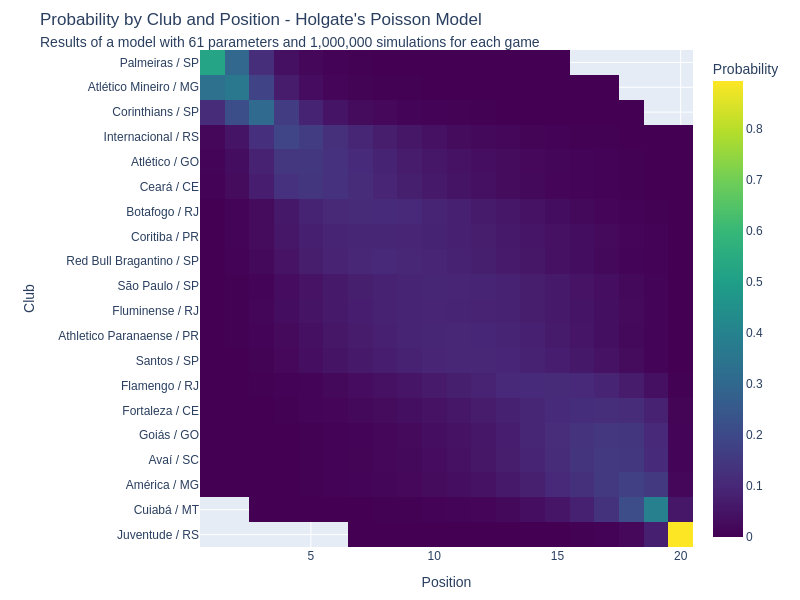 Probability by Club and Position - Holgate's Poisson Model
Results of a model with 61 parameters and 1,000,000 simulations for each game
Probability
Club
Palmeiras / SP
Atlético Mineiro / MG
Corinthians / SP
Internacional / RS
Atlético / GO
Ceará / CE
Botafogo / RJ
Coritiba / PR
Red Bull Bragantino / SP
São Paulo / SP
Fluminense / RJ
Athletico Paranaense / PR
Santos / SP
Flamengo / RJ
Fortaleza / CE
Goiás / GO
Avaí / SC
América / MG
Cuiabá / MT
Juventude / RS
0.8
0.7
0.6
0.5
0.4
0.3
0.2
0.1
0
5 10 15 20
Position